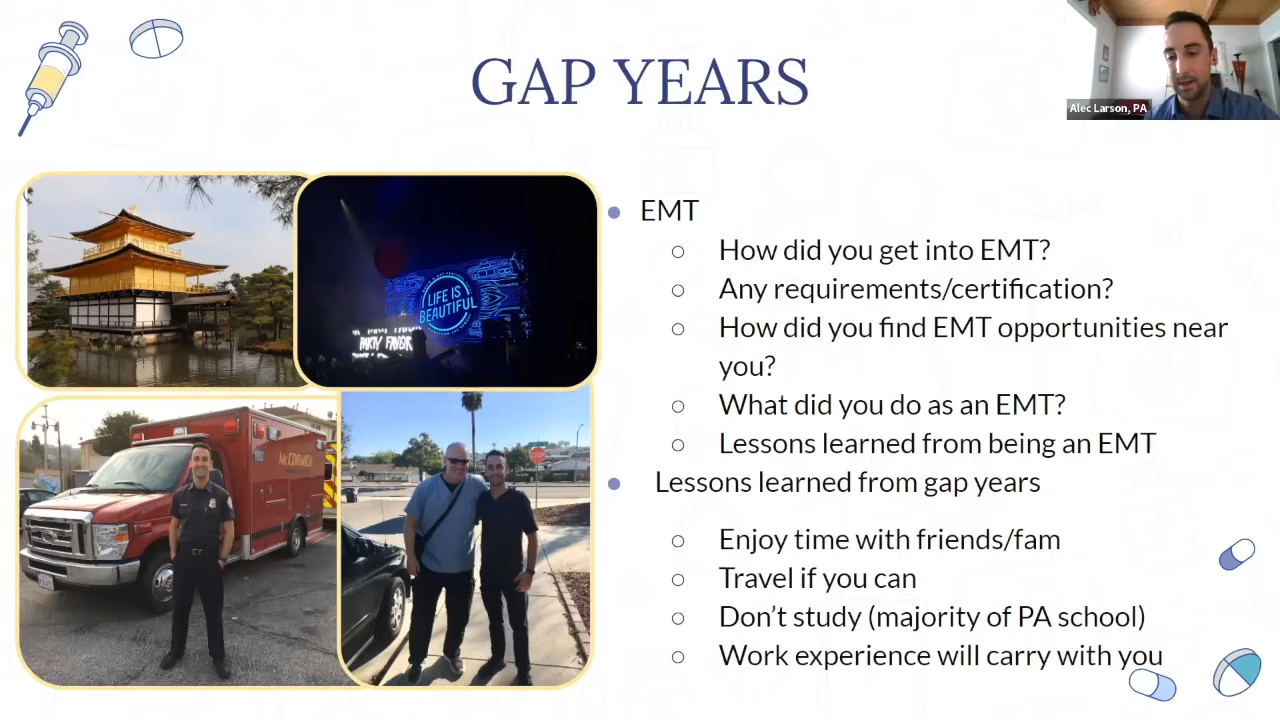 GAP YEARS
Alec Larson, PA
LIFE IS
BEAUTIFUL
PARTY FAVOR
McCORMICK
EMT
How did you get into EMT?
Any requirements/certification?
How did you find EMT opportunities near
you?
What did you do as an EMT?
Lessons learned from being an EMT
Lessons learned from gap years
Enjoy time with friends/fam
Travel if you can
Don't study (majority of PA school)
Work experience will carry with you